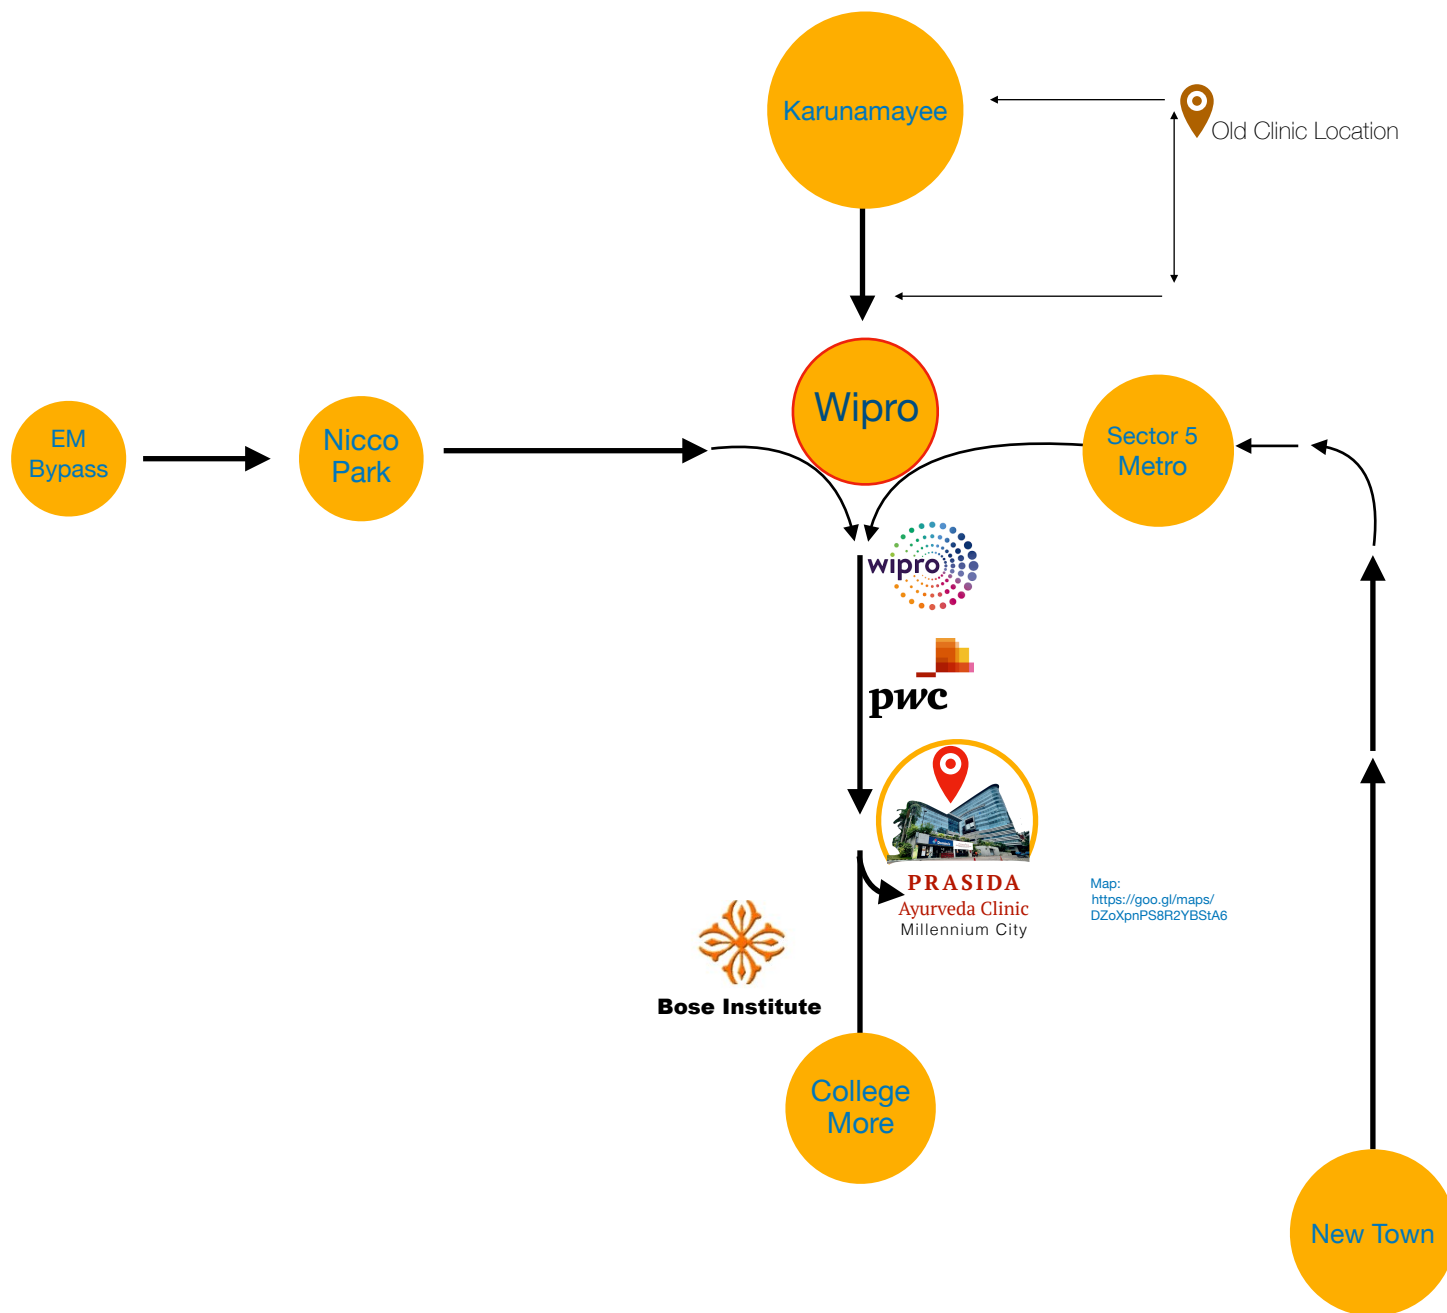 Karunamayee
Old Clinic Location
Wipro
EM
Bypass
Nicco
Park
Sector 5
Metro
wipro
pwc
PRASIDA
Ayurveda Clinic
Millennium City
Map:
https://goo.gl/maps/
DZoXpnPS8R2YBStA6
Bose Institute
College
More
New Town